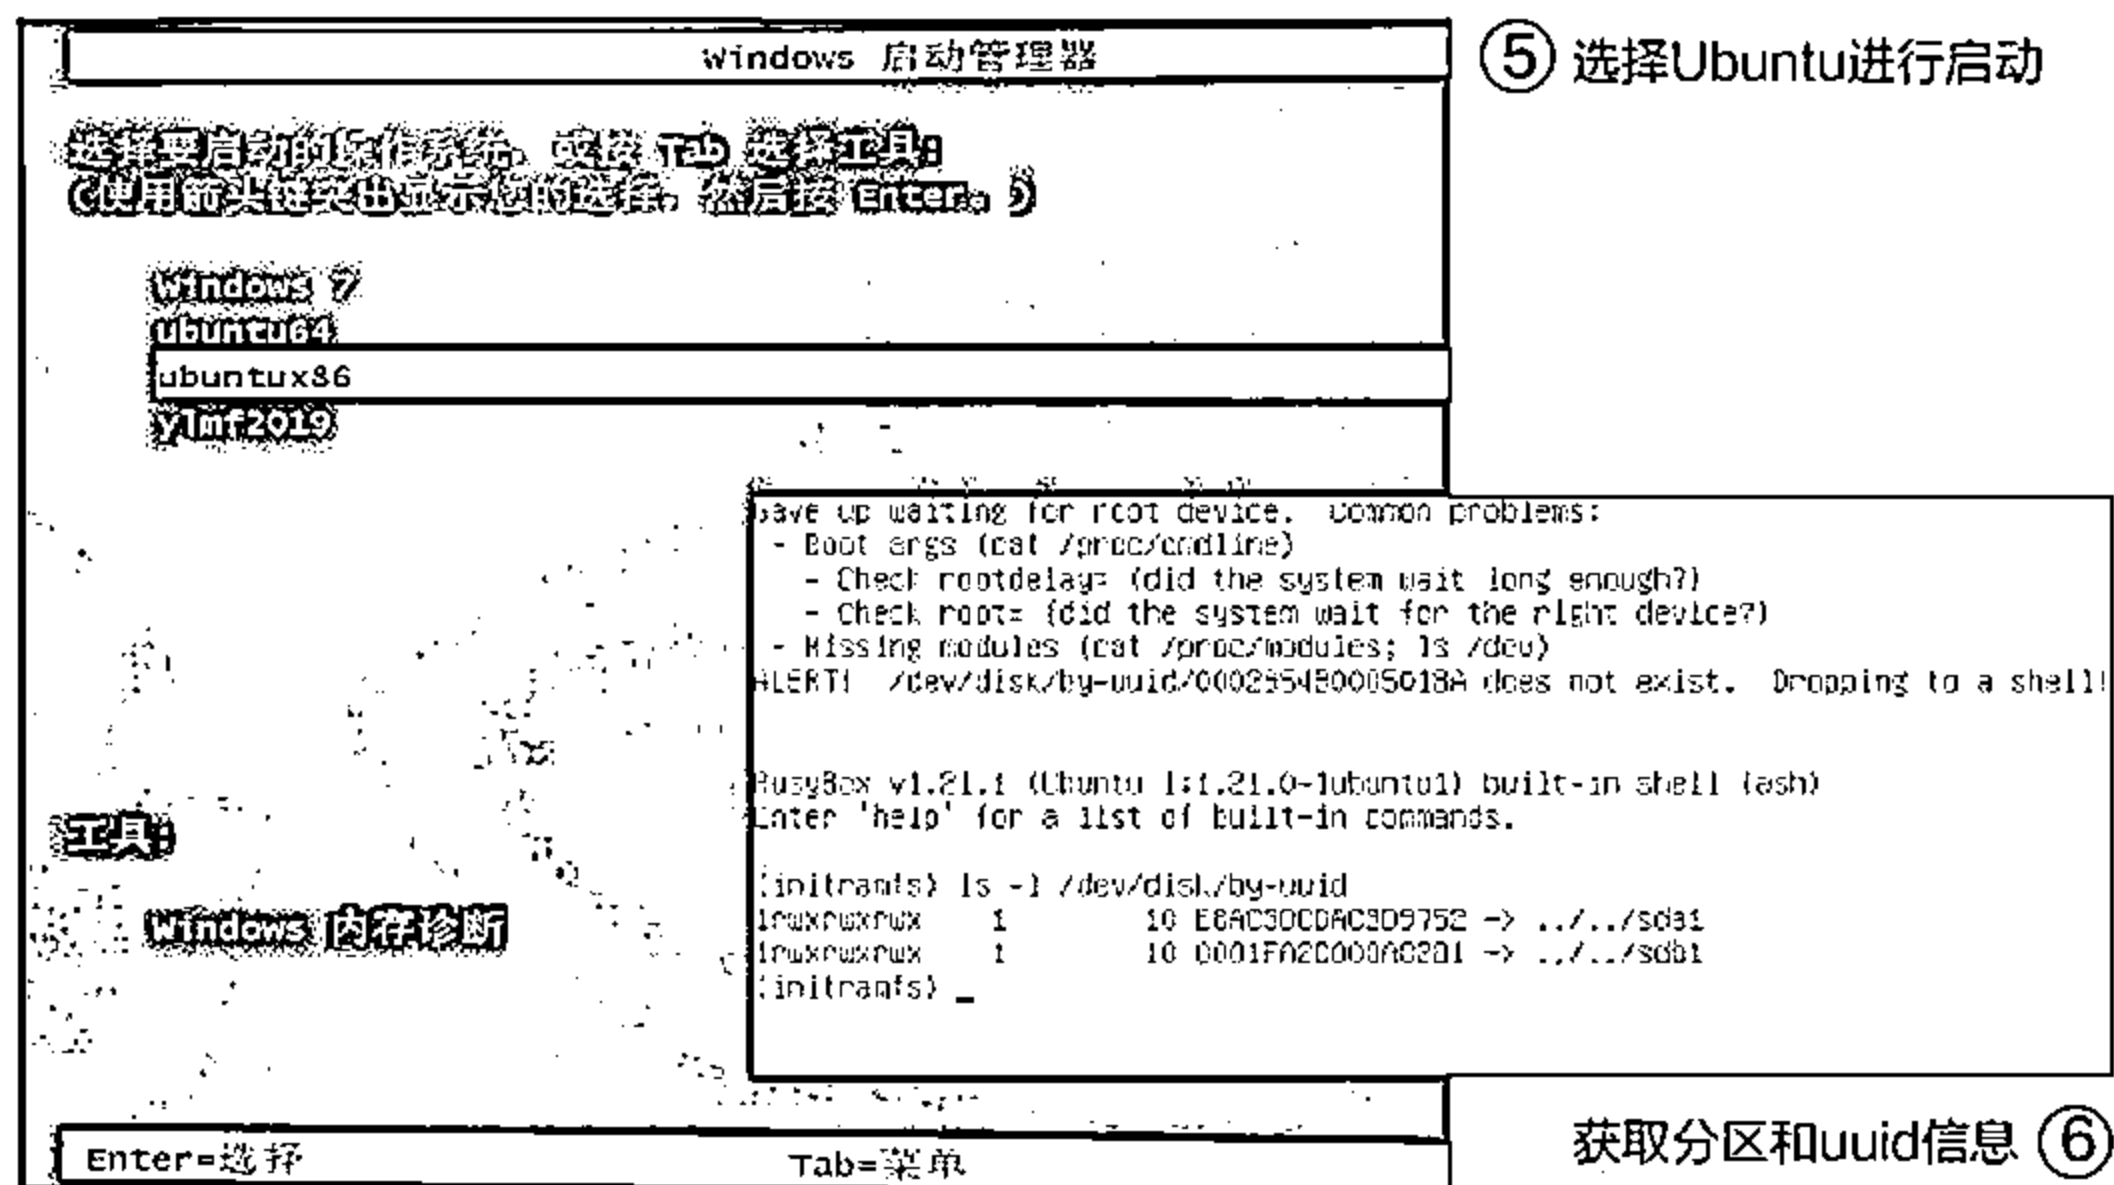 Windows 启动管理器
⑤ 选择Ubuntu进行启动
选择要启动的操作系统，或按 Tab 选择工具:
(使用箭头键突出显示您的选择，然后按 Enter。)
Windows 7
ubuntu64
ubuntux86
ylmf2019
Gave up waiting for root device. Common problems:
- Boot args (cat /proc/cmdline)
- Check rootdelay= (did the system wait long enough?)
- Check root= (did the system wait for the right device?)
- Missing modules (cat /proc/modules; ls /dev)
ALERT! does not exist. Dropping to a shell!
BusyBox v1.21.1 (Ubuntu 1:1.21.0-1ubuntu1) built-in shell (ash)
Enter 'help' for a list of built-in commands.
(initramfs) ls -l /dev/disk/by-uuid
lrwxrwxrwx 1 10 -> ../../sda1
lrwxrwxrwx 1 10 -> ../../sdb1
(initramfs) _
工具:
Windows 内存诊断
Enter=选择
Tab=菜单
获取分区和uuid信息 ⑥